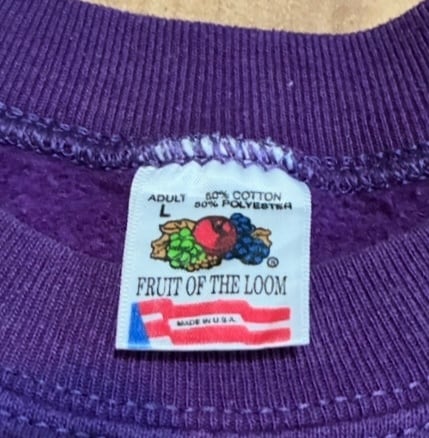 ADULT 50% COTTON
L 50% POLYESTER
®
FRUIT OF THE LOOM
MADE IN U.S.A.